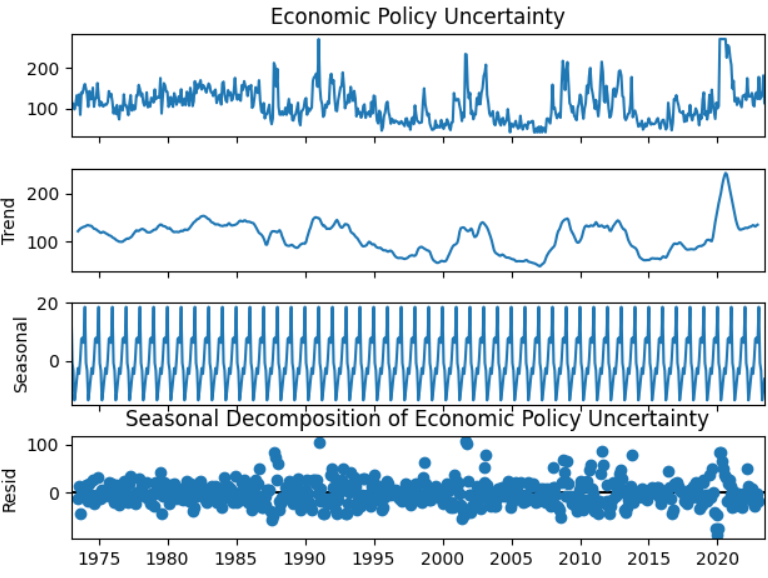 Economic Policy Uncertainty
200
100
Trend
200
100
Seasonal
20
0
Seasonal Decomposition of Economic Policy Uncertainty
Resid
100
0
1975 1980 1985 1990 1995 2000 2005 2010 2015 2020